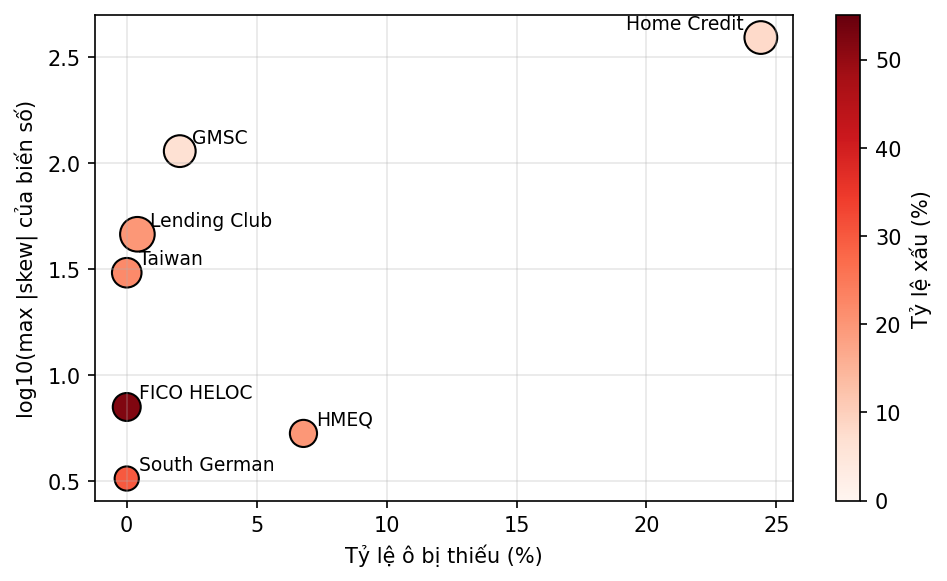 Home Credit
GMSC
Lending Club
Taiwan
FICO HELOC
HMEQ
South German
2.5
2.0
1.5
1.0
0.5
log10(max |skew| của biến số)
0 5 10 15 20 25
Tỷ lệ ô bị thiếu (%)
50
40
30
20
10
0
Tỷ lệ xấu (%)